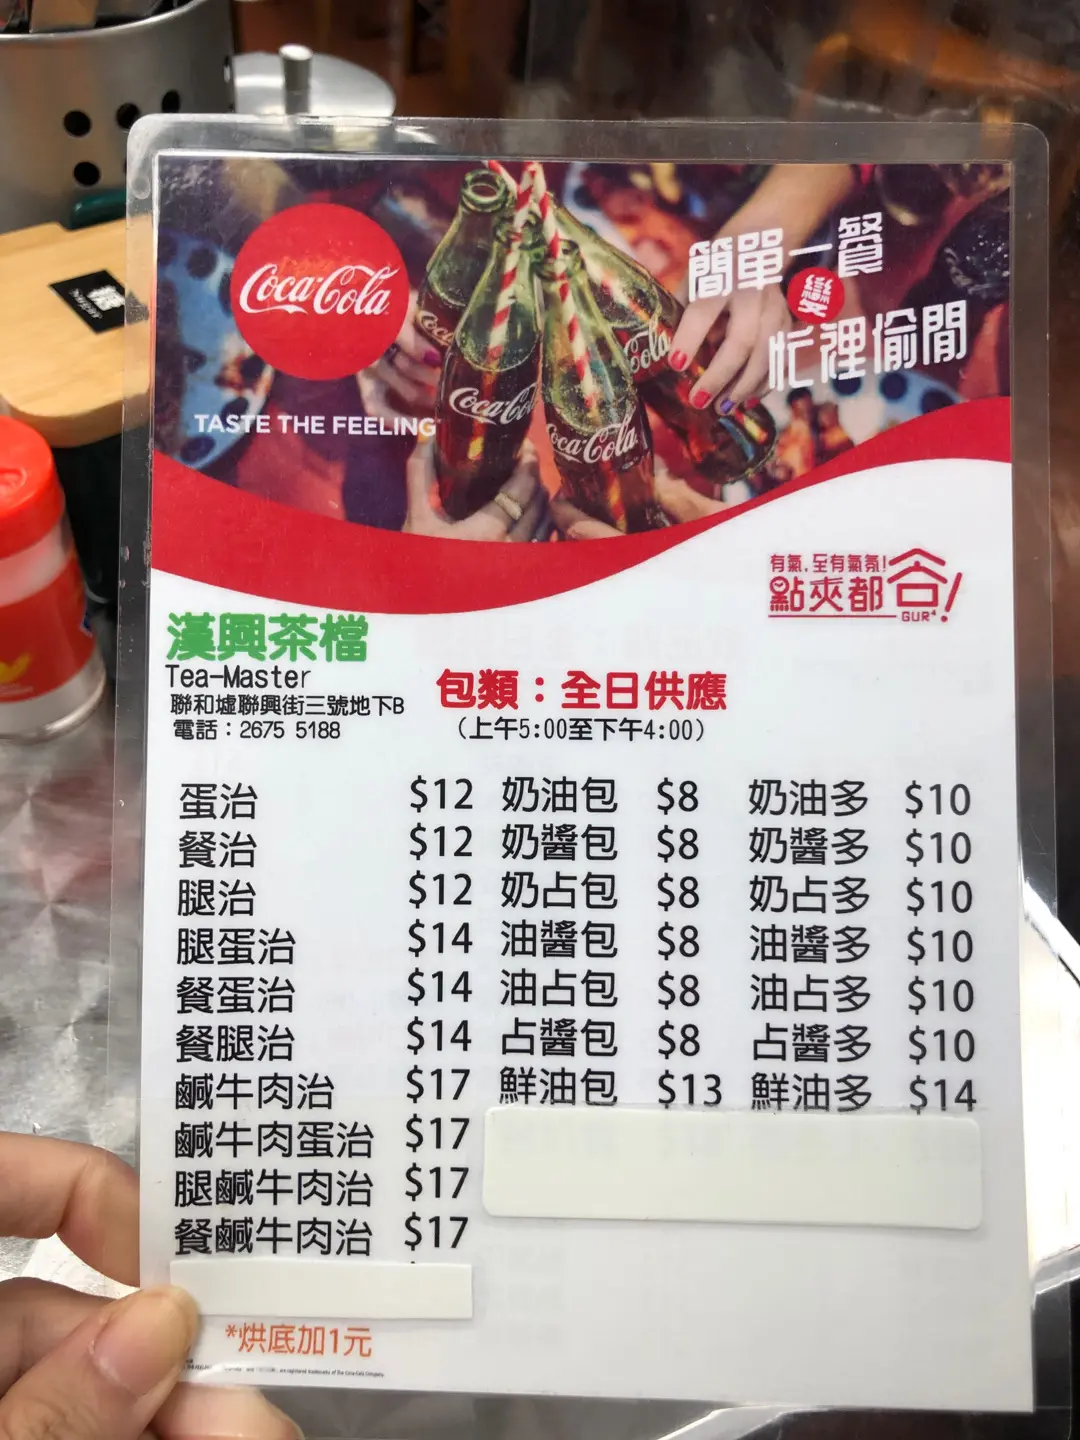 Coca-Cola
TASTE THE FEELING
簡單一餐
變
忙裡偷閒
Coca-Cola
Coca-Cola
有氣,至有氣氛!
點夾都
合!
GUR⁴
漢興茶檔
Tea-Master
聯和墟聯興街三號地下B
電話:2675 5188
包類:全日供應
(上午5:00至下午4:00)
蛋治 $12 奶油包 $8 奶油多 $10
餐治 $12 奶醬包 $8 奶醬多 $10
腿治 $12 奶占包 $8 奶占多 $10
腿蛋治 $14 油醬包 $8 油醬多 $10
餐蛋治 $14 油占包 $8 油占多 $10
餐腿治 $14 占醬包 $8 占醬多 $10
鹹牛肉治 $17 鮮油包 $13 鮮油多 $14
鹹牛肉蛋治 $17
腿鹹牛肉治 $17
餐鹹牛肉治 $17
*烘底加1元